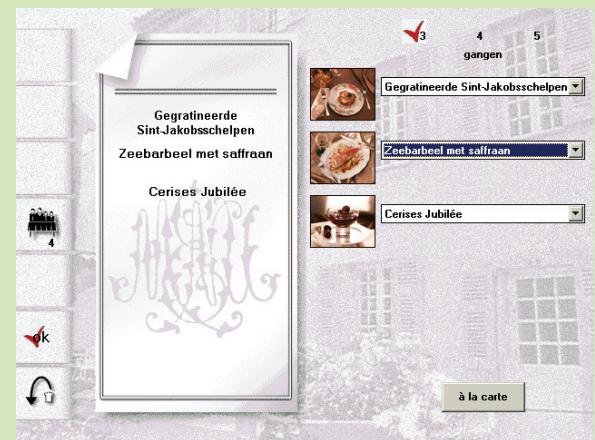 3 4 5
gangen
Gegratineerde
Sint-Jakobsschelpen
Zeebarbeel met saffraan
Cerises Jubilée
Gegratineerde Sint-Jakobsschelpen
Zeebarbeel met saffraan
Cerises Jubilée
4
ok
à la carte